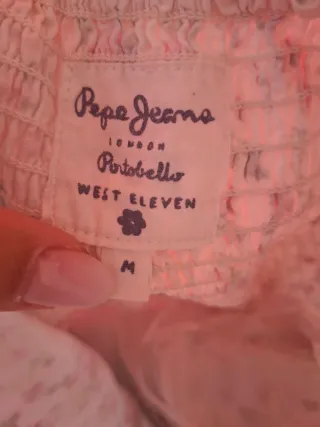 Pepe Jeans
LONDON
Portobello
WEST ELEVEN
M